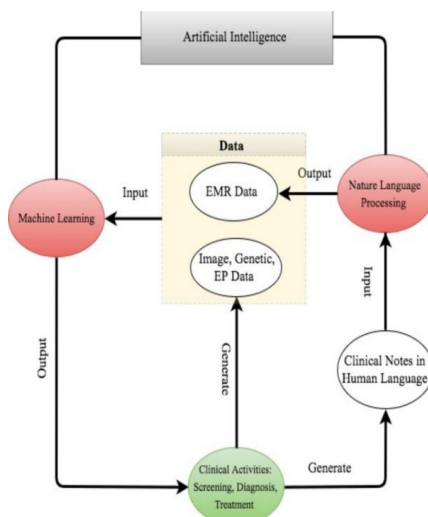 Artificial Intelligence
Data
EMR Data
Output
Nature Language
Processing
Input
Machine Learning
Image, Genetic,
EP Data
Input
Generate
Clinical Notes in
Human Language
Output
Clinical Activities:
Screening, Diagnosis,
Treatment
Generate